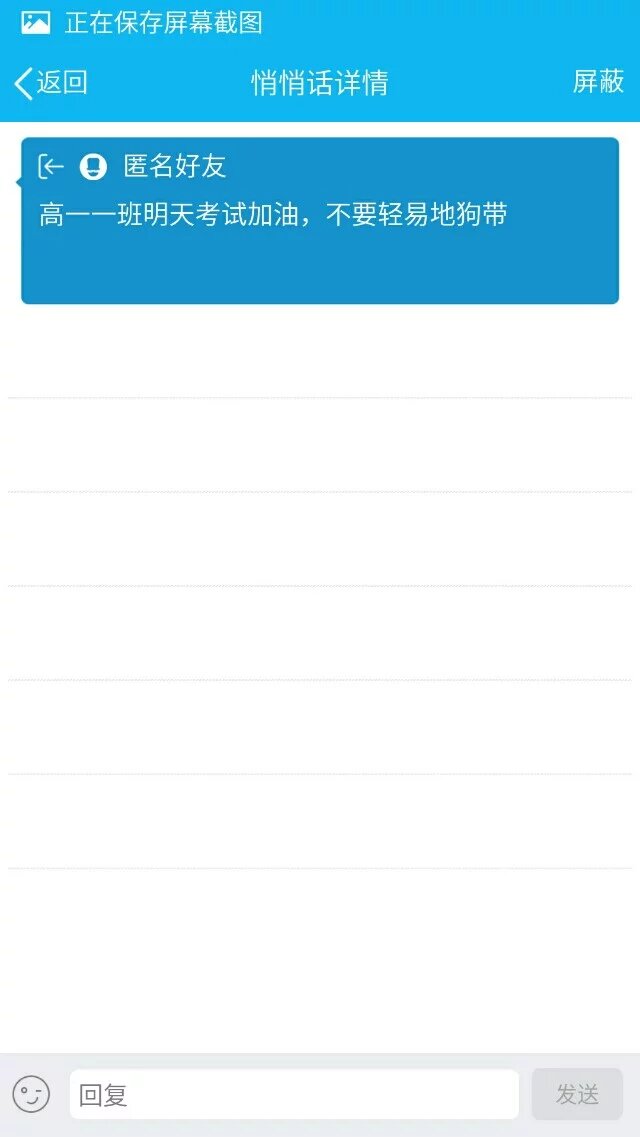 正在保存屏幕截图
返回
悄悄话详情
屏蔽
匿名好友
高一一班明天考试加油，不要轻易地狗带
回复
发送